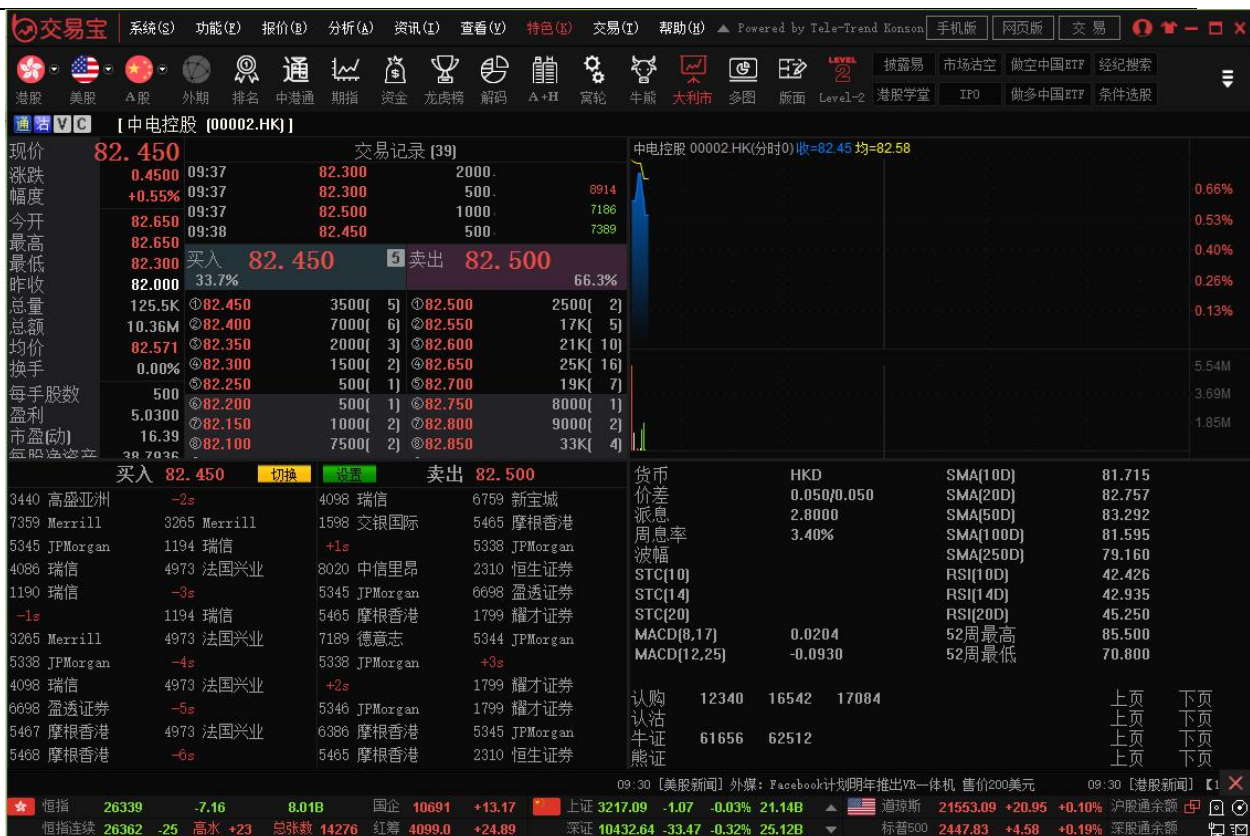 交易宝 系统(S) 功能(F) 报价(B) 分析(A) 资讯(I) 查看(V) 特色(K) 交易(T) 帮助(H) Powered by Tele-Trend Konson 手机版 网页版 交易
LEVEL 2 披露易 市场沽空 做空中国ETF 经纪搜索
港股 美股 A股 外期 排名 中港通 期指 资金 龙虎榜 解码 A+H 窝轮 牛熊 大利市 多图 版面 Level-2 港股学堂 IPO 做多中国ETF 条件选股
通 沽 V C [中电控股 (00002.HK)]
现价 82.450
涨跌 0.4500
幅度 +0.55%
今开 82.650
最高 82.650
最低 82.300
昨收 82.000
总量 125.5K
总额 10.36M
均价 82.571
换手 0.00%
每手股数 500
盈利 5.0300
市盈(动) 16.39
每股净资产 38.7936
交易记录 (39)
09:37 82.300 2000
09:37 82.300 500 8914
09:37 82.500 1000 7186
09:38 82.450 500 7389
买入 82.450 5 卖出 82.500
33.7% 66.3%
①82.450 3500( 5) ①82.500 2500( 2)
②82.400 7000( 6) ②82.550 17K( 5)
③82.350 2000( 3) ③82.600 21K( 10)
④82.300 1500( 2) ④82.650 25K( 16)
⑤82.250 500( 1) ⑤82.700 19K( 7)
⑥82.200 500( 1) ⑥82.750 8000( 1)
⑦82.150 1000( 2) ⑦82.800 9000( 2)
⑧82.100 7500( 2) ⑧82.850 33K( 4)
中电控股 00002.HK(分时0)收=82.45 均=82.58
0.66%
0.53%
0.40%
0.26%
0.13%
5.54M
3.69M
1.85M
买入 82.450 切换 设置 卖出 82.500
3440 高盛亚洲 -2s 4098 瑞信 6759 新宝城
7359 Merrill 3265 Merrill 1598 交银国际 5465 摩根香港
5345 JPMorgan 1194 瑞信 +1s 5338 JPMorgan
4086 瑞信 4973 法国兴业 8020 中信里昂 2310 恒生证券
1190 瑞信 -3s 5345 JPMorgan 6698 盈透证券
-1s 1194 瑞信 5465 摩根香港 1799 耀才证券
3265 Merrill 4973 法国兴业 7189 德意志 5344 JPMorgan
5338 JPMorgan -4s 5338 JPMorgan +3s
4098 瑞信 4973 法国兴业 +2s 1799 耀才证券
6698 盈透证券 -5s 5346 JPMorgan 1799 耀才证券
5467 摩根香港 4973 法国兴业 6386 摩根香港 5345 JPMorgan
5468 摩根香港 -6s 5465 摩根香港 2310 恒生证券
货币 HKD SMA(10D) 81.715
价差 0.050/0.050 SMA(20D) 82.757
派息 2.8000 SMA(50D) 83.292
周息率 3.40% SMA(100D) 81.595
波幅 SMA(250D) 79.160
STC(10) RSI(10D) 42.426
STC(14) RSI(14D) 42.935
STC(20) RSI(20D) 45.250
MACD(8,17) 0.0204 52周最高 85.500
MACD(12,25) -0.0930 52周最低 70.800
认购 12340 16542 17084 上页 下页
认沽 上页 下页
牛证 61656 62512 上页 下页
熊证 上页 下页
09:30 [美股新闻] 外媒: Facebook计划明年推出VR一体机 售价200美元 09:30 [港股新闻]【1
恒指 26339 -7.16 8.01B 国企 10691 +13.17 上证 3217.09 -1.07 -0.03% 21.14B 道琼斯 21553.09 +20.95 +0.10% 沪股通余额
恒指连续 26362 -25 高水 +23 总张数 14276 红筹 4099.0 +24.89 深证 10432.64 -33.47 -0.32% 25.12B 标普500 2447.83 +4.58 +0.19% 深股通余额